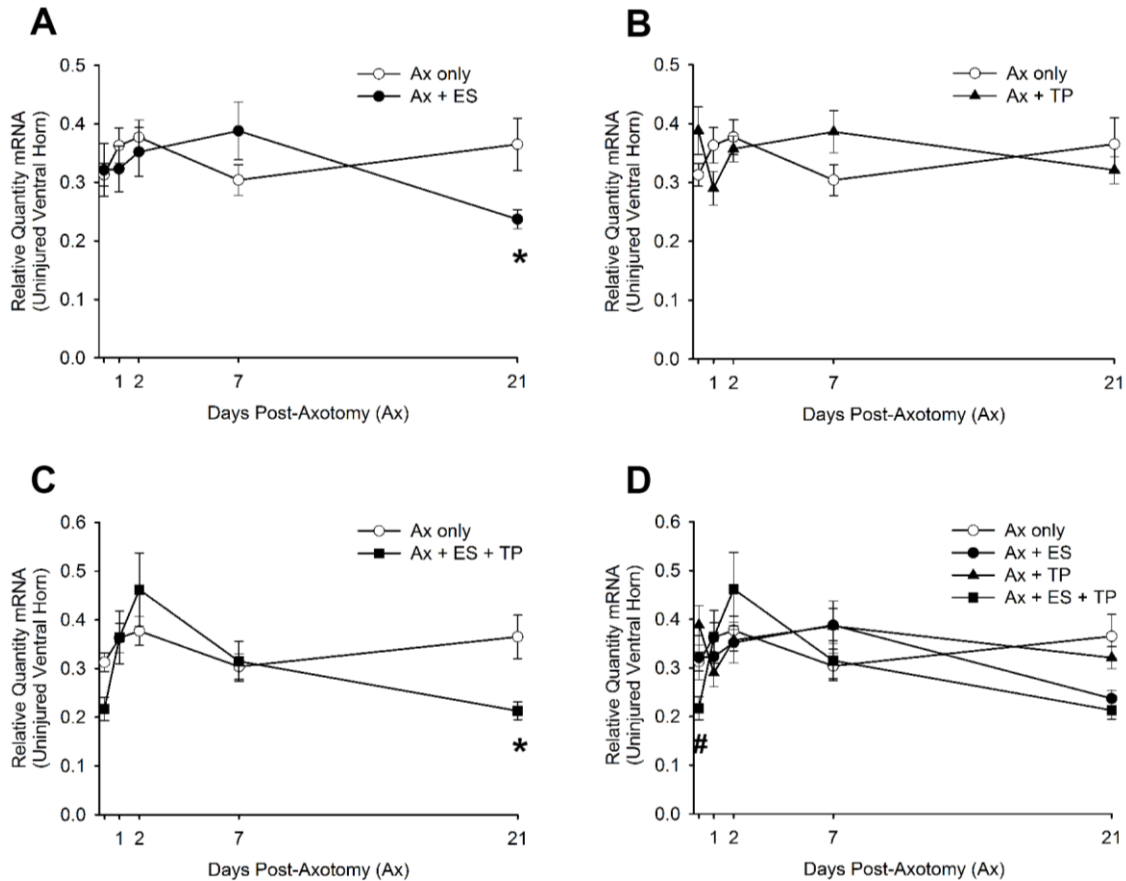 A
0.5
0.4
0.3
0.2
0.1
0.0
Relative Quantity mRNA
(Uninjured Ventral Horn)
Ax only
Ax + ES
*
1 2 7 21
Days Post-Axotomy (Ax)
B
0.5
0.4
0.3
0.2
0.1
0.0
Relative Quantity mRNA
(Uninjured Ventral Horn)
Ax only
Ax + TP
1 2 7 21
Days Post-Axotomy (Ax)
C
0.6
0.5
0.4
0.3
0.2
0.1
0.0
Relative Quantity mRNA
(Uninjured Ventral Horn)
Ax only
Ax + ES + TP
*
1 2 7 21
Days Post-Axotomy (Ax)
D
0.6
0.5
0.4
0.3
0.2
0.1
0.0
Relative Quantity mRNA
(Uninjured Ventral Horn)
Ax only
Ax + ES
Ax + TP
Ax + ES + TP
#
1 2 7 21
Days Post-Axotomy (Ax)